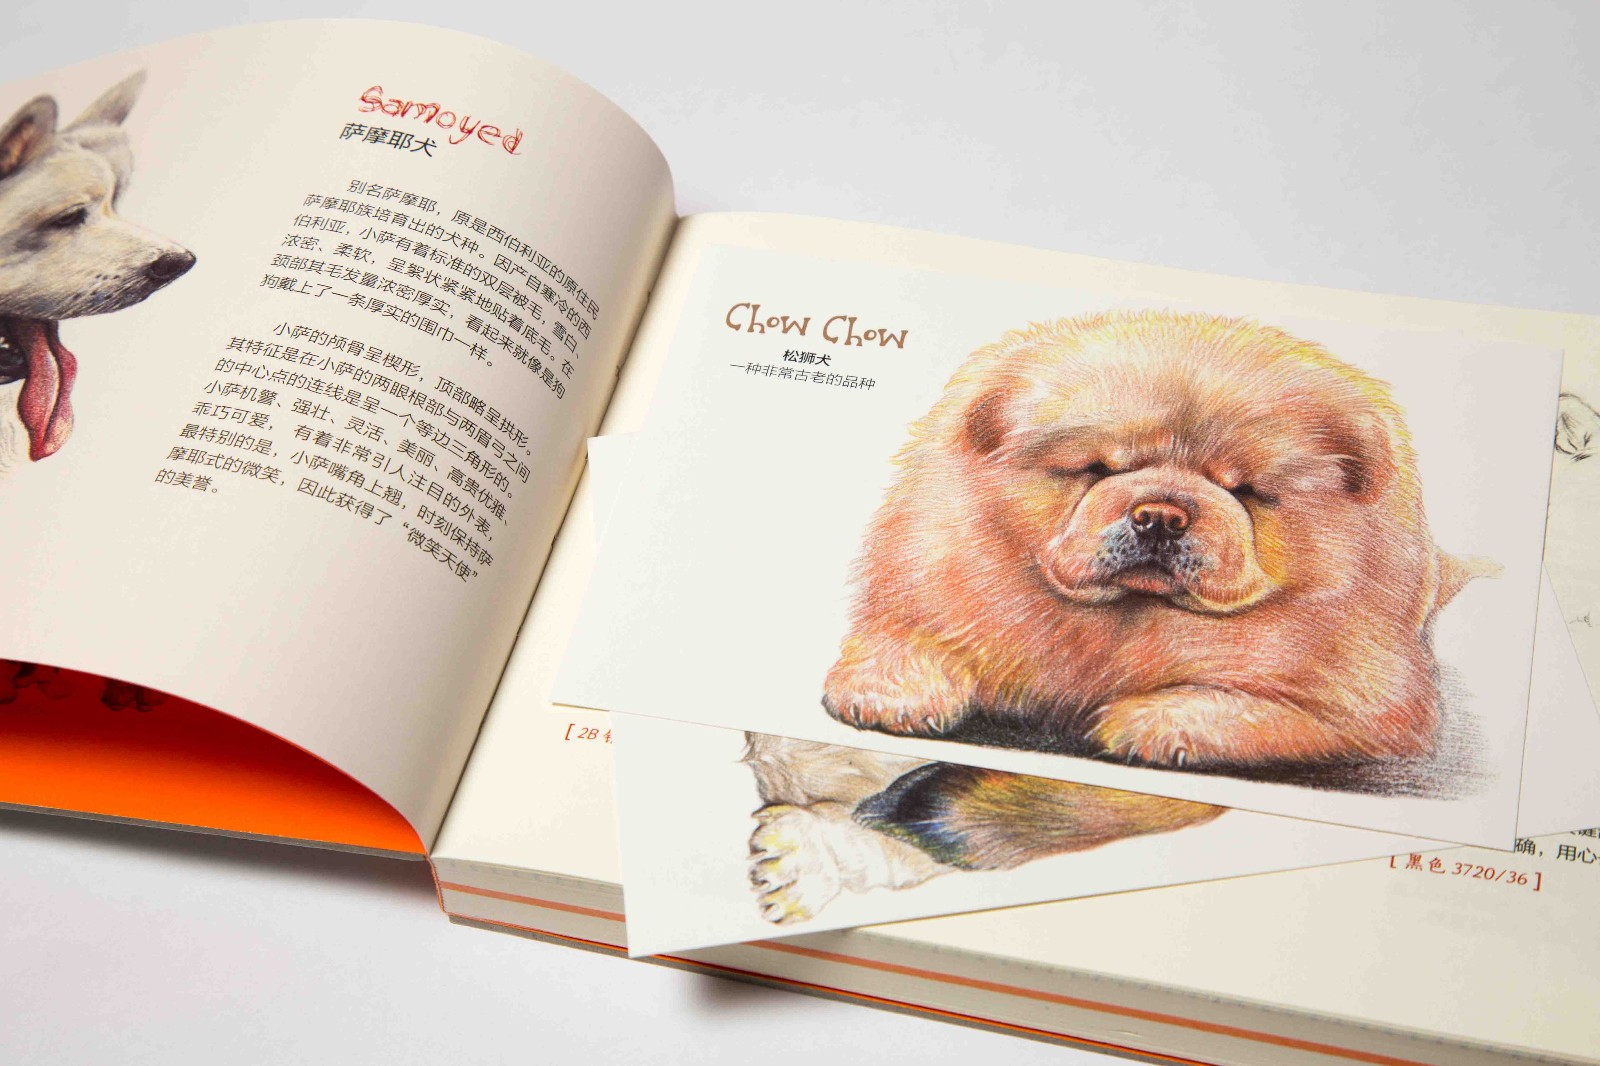 Samoyed
萨摩耶犬
别名萨摩耶，原是西伯利亚的原住民
萨摩耶族培育出的犬种。因产自寒冷的西
伯利亚，小萨有着标准的双层被毛，雪白、
浓密、柔软，呈絮状紧紧地贴着底毛。在
颈部其毛发量浓密厚实，看起来就像是狗
狗戴上了一条厚实的围巾一样。
小萨的颅骨呈楔形，顶部略呈拱形。
其特征是在小萨的两眼根部与两眉弓之间
的中心点的连线是呈一个等边三角形的。
小萨机警、强壮、灵活、美丽、高贵优雅、
乖巧可爱，有着非常引人注目的外表，
最特别的是，小萨嘴角上翘，时刻保持萨
摩耶式的微笑，因此获得了“微笑天使”
的美誉。
Chow Chow
松狮犬
一种非常古老的品种
[ 2B
确，用心
[ 黑色 3720/36 ]